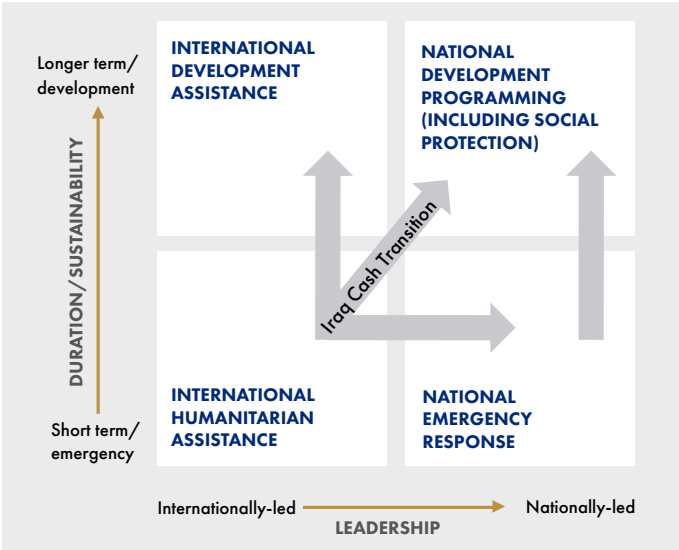 Longer term/
development
INTERNATIONAL
DEVELOPMENT
ASSISTANCE
NATIONAL
DEVELOPMENT
PROGRAMMING
(INCLUDING SOCIAL
PROTECTION)
DURATION/SUSTAINABILITY
Iraq Cash Transition
INTERNATIONAL
HUMANITARIAN
ASSISTANCE
NATIONAL
EMERGENCY
RESPONSE
Short term/
emergency
Internationally-led
Nationally-led
LEADERSHIP